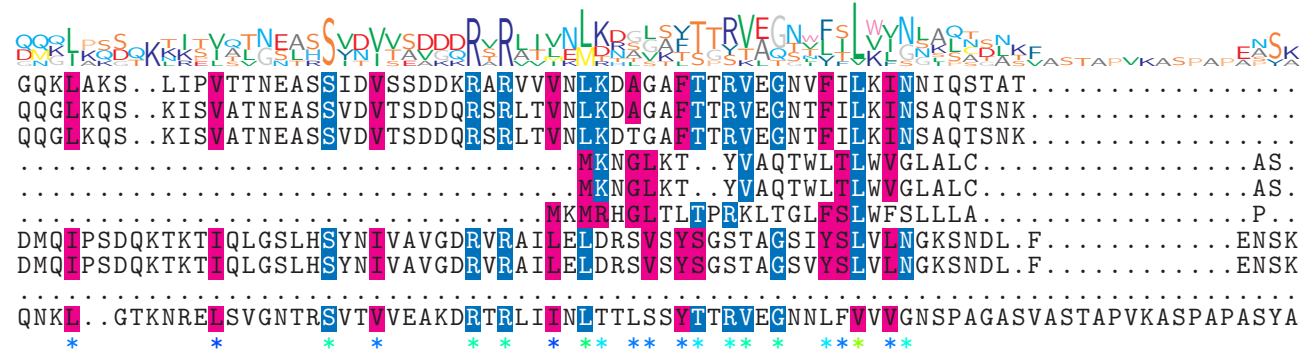 GQKLAKS..LIPVTTNEASSIDVSSDDKRARVVVNLKDAGAFTTRVEGNVFILKINNIQSTAT.................
QQGLKQS..KISVATNEASSVDVTSDDQRSRLTVNLKDAGAFTTRVEGNTFILKINSAQTSNK.................
QQGLKQS..KISVATNEASSVDVTSDDQRSRLTVNLKDTGAFTTRVEGNTFILKINSAQTSNK.................
...................................MKNGLKT..YVAQTWLTLWVGLALC.................AS.
...................................MKNGLKT..YVAQTWLTLWVGLALC.................AS.
.................................MKMRHGLTLTPRKLTGLFSLWFSLLLA.................P..
DMQIPSDQKTKTIQLGSLHSYNIVAVGDRVRAILELDRSVSYSGSTAGSIYSLVLNGKSNDL.F............ENSK
DMQIPSDQKTKTIQLGSLHSYNIVAVGDRVRAILELDRSVSYSGSTAGSVYSLVLNGKSNDL.F............ENSK
................................................................................
QNKL..GTKNRELSVGNTRSVTVVEAKDRTRLIINLTTLSSYTTRVEGNNLFVVVGNSPAGASVASTAPVKASPAPASYA
   *        *      *  *     * *  * ** ** ** ** *  *** **